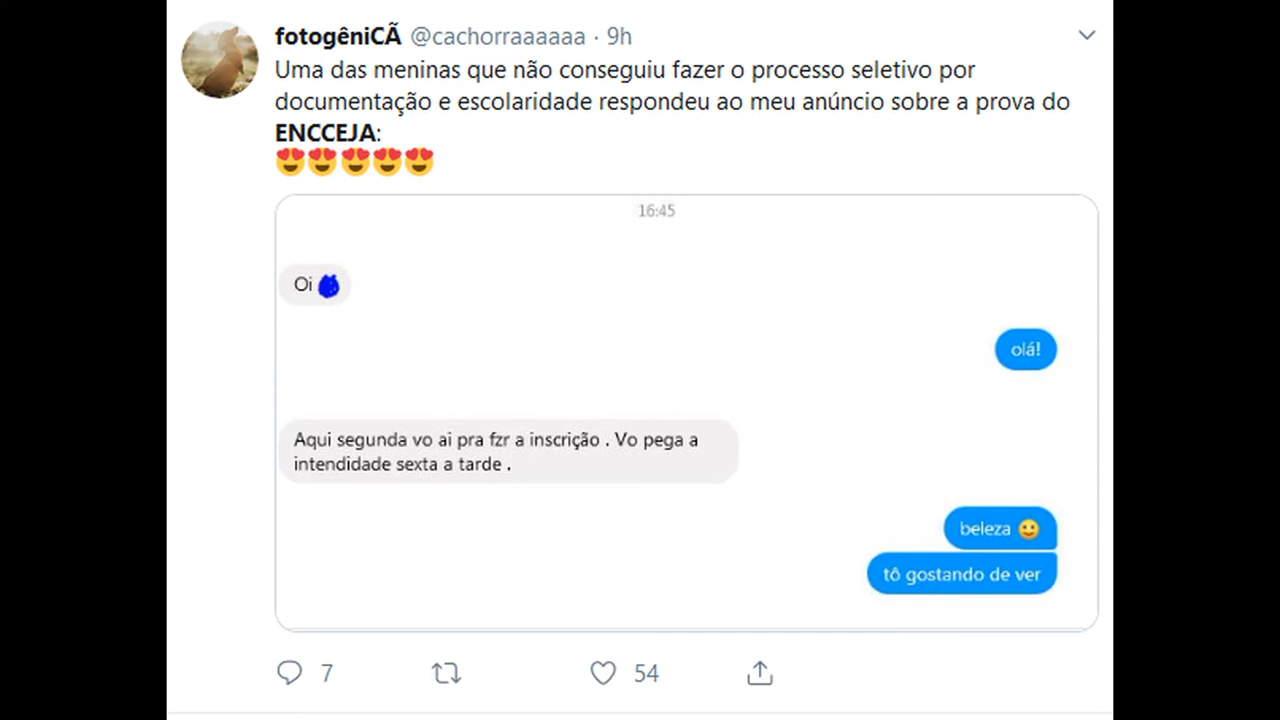 fotogêniCÃ @cachorraaaaaa · 9h
Uma das meninas que não conseguiu fazer o processo seletivo por
documentação e escolaridade respondeu ao meu anúncio sobre a prova do
ENCCEJA:
😍😍😍😍😍
16:45
Oi
olá!
Aqui segunda vo ai pra fzr a inscrição . Vo pega a
intendidade sexta a tarde .
beleza 🙂
tô gostando de ver
7 54